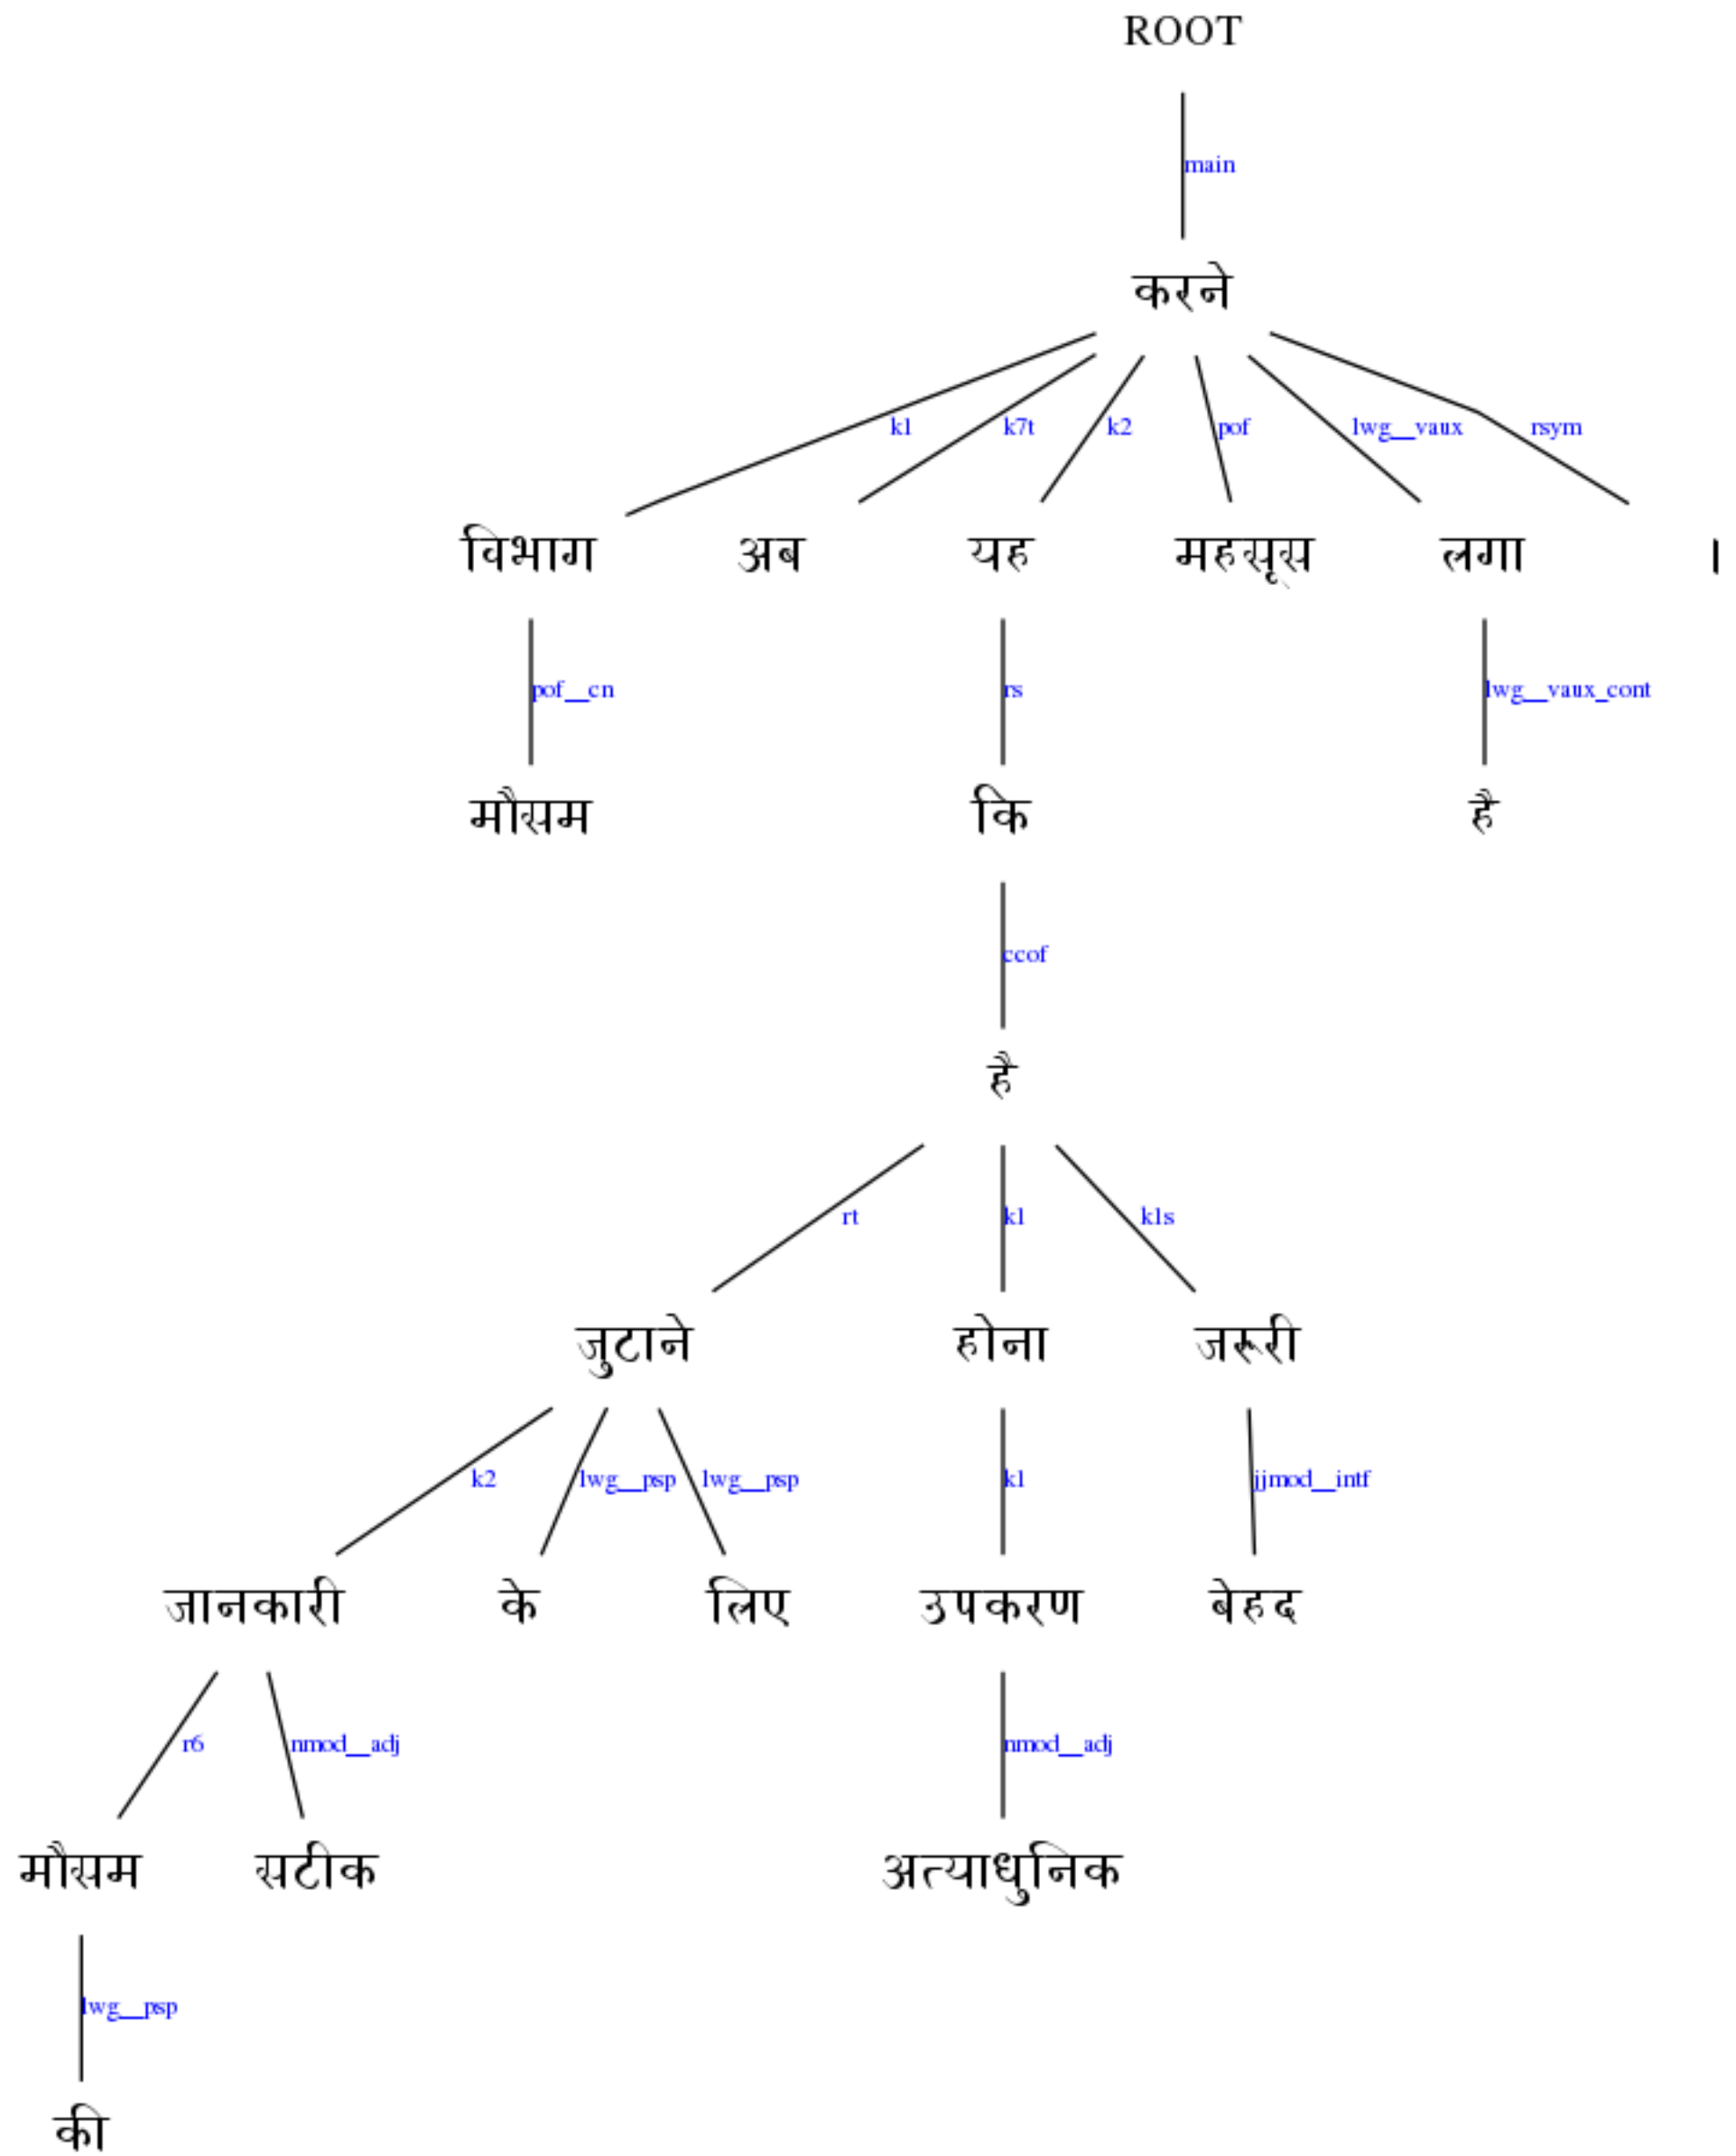 ROOT
main
करने
k1 k7t k2 pof lwg__vaux rsym
विभाग अब यह महसूस लगा ।
pof__cn rs lwg__vaux_cont
मौसम कि है
ccof
है
rt k1 k1s
जुटाने होना जरूरी
k2 lwg__psp lwg__psp k1 jjmod__intf
जानकारी के लिए उपकरण बेहद
r6 nmod__adj nmod__adj
मौसम सटीक अत्याधुनिक
lwg__psp
की